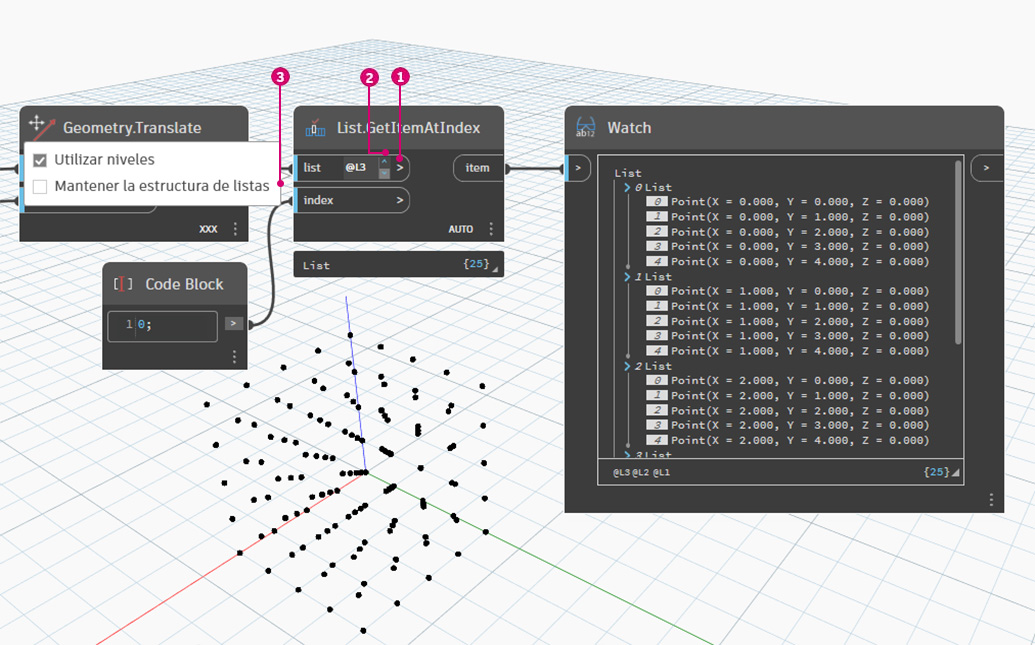 3
2
1
Geometry.Translate
Utilizar niveles
Mantener la estructura de listas
XXX
List.GetItemAtIndex
list @L3 > item
index >
AUTO
List {25}
Code Block
1 0; >
Watch
ab12
> >
List
0 List
0 Point(X = 0.000, Y = 0.000, Z = 0.000)
1 Point(X = 0.000, Y = 1.000, Z = 0.000)
2 Point(X = 0.000, Y = 2.000, Z = 0.000)
3 Point(X = 0.000, Y = 3.000, Z = 0.000)
4 Point(X = 0.000, Y = 4.000, Z = 0.000)
1 List
0 Point(X = 1.000, Y = 0.000, Z = 0.000)
1 Point(X = 1.000, Y = 1.000, Z = 0.000)
2 Point(X = 1.000, Y = 2.000, Z = 0.000)
3 Point(X = 1.000, Y = 3.000, Z = 0.000)
4 Point(X = 1.000, Y = 4.000, Z = 0.000)
2 List
0 Point(X = 2.000, Y = 0.000, Z = 0.000)
1 Point(X = 2.000, Y = 1.000, Z = 0.000)
2 Point(X = 2.000, Y = 2.000, Z = 0.000)
3 Point(X = 2.000, Y = 3.000, Z = 0.000)
4 Point(X = 2.000, Y = 4.000, Z = 0.000)
3 List
@L3 @L2 @L1 {25}